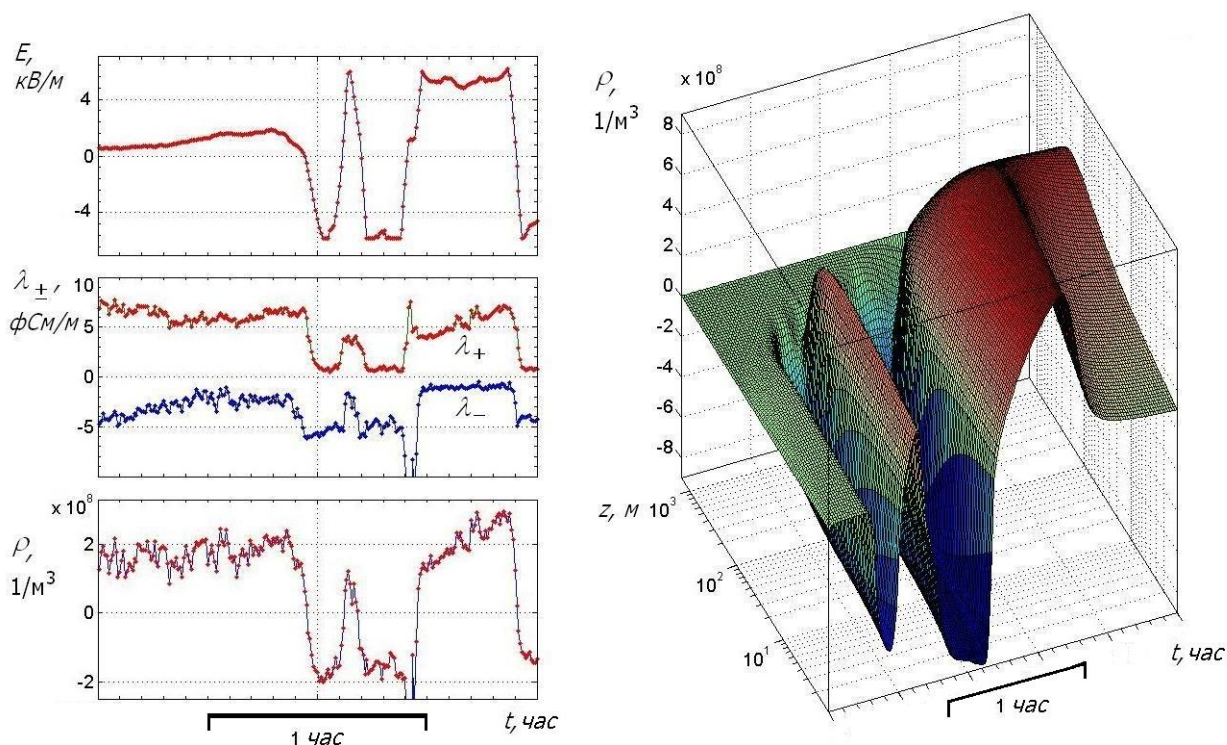 E,
кВ/м
4
0
-4
λ±,
фСм/м
10
5
0
-5
λ+
λ−
x 10⁸
ρ,
1/м³
2
0
-2
1 час
t, час
ρ,
1/м³
x 10⁸
8
6
4
2
0
-2
-4
-6
-8
z, м
10³
10²
10¹
1 час
t, час